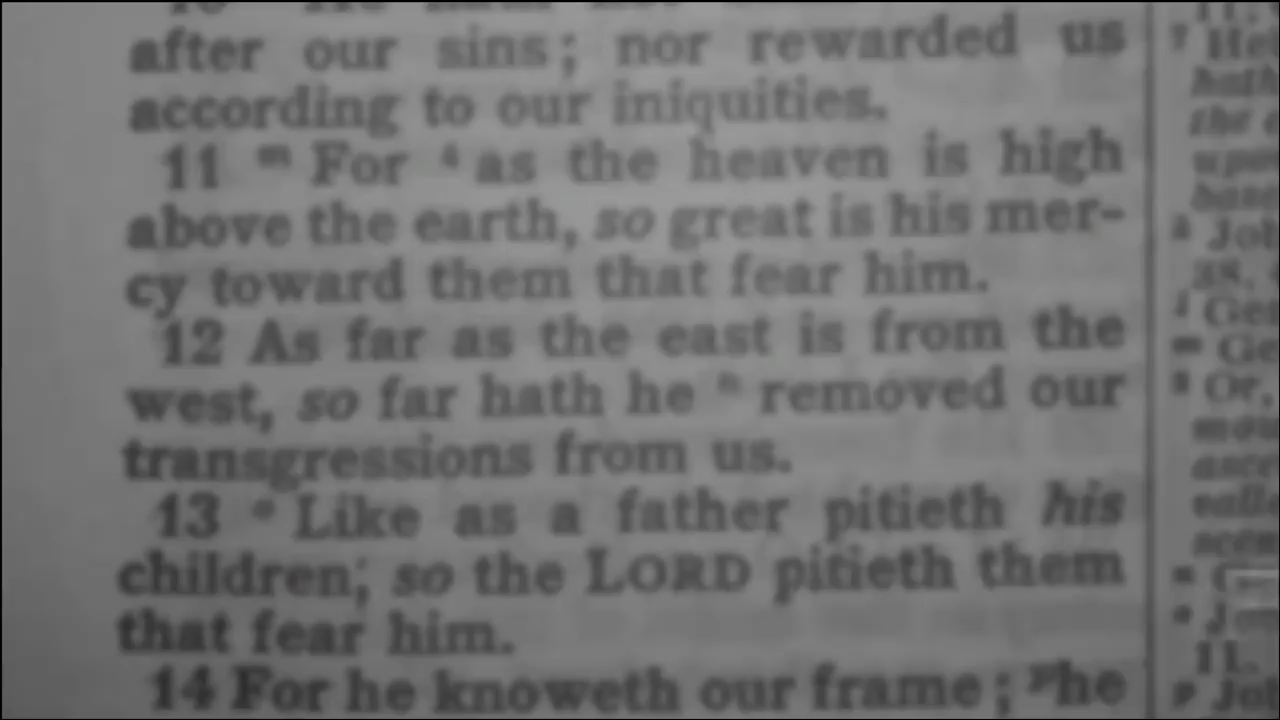 after our sins; nor rewarded us
according to our iniquities.
11 m For 4 as the heaven is high
above the earth, so great is his mer-
cy toward them that fear him.
12 As far as the east is from the
west, so far hath he n removed our
transgressions from us.
13 o Like as a father pitieth his
children; so the LORD pitieth them
that fear him.
14 For he knoweth our frame; p he
Or,
11.